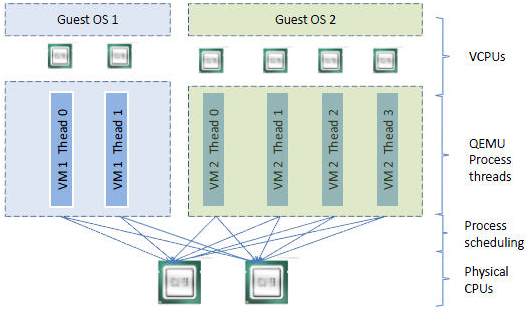 Guest OS 1
Guest OS 2
VCPUs
VM 1 Thead 0
VM 1 Thead 1
VM 2 Thead 0
VM 2 Thead 1
VM 2 Thead 2
VM 2 Thead 3
QEMU
Process
threads
Process
scheduling
Physical
CPUs